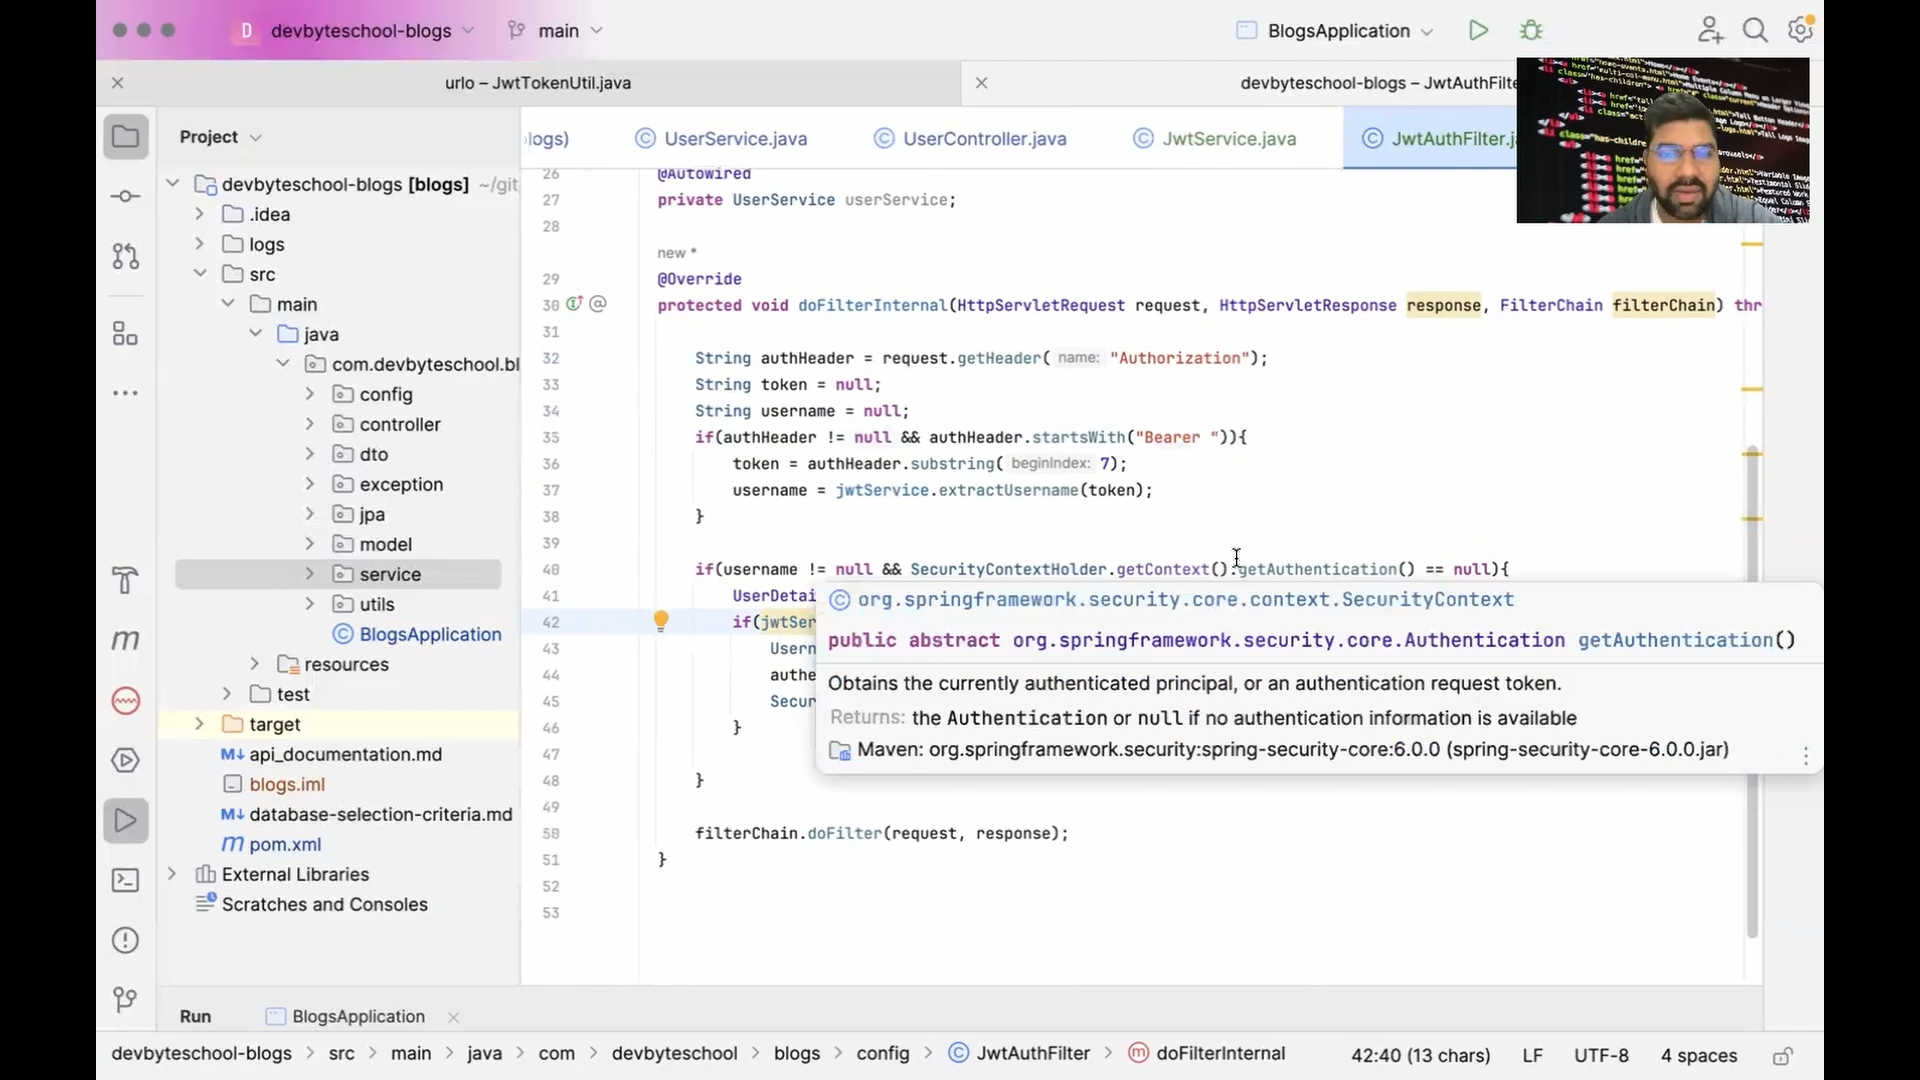 D devbyteschool-blogs
main
BlogsApplication
urlo – JwtTokenUtil.java
devbyteschool-blogs – JwtAuthFilte
Project
logs)
UserService.java
UserController.java
JwtService.java
JwtAuthFilter.j
devbyteschool-blogs [blogs] ~/git
.idea
logs
src
main
java
com.devbyteschool.bl
config
controller
dto
exception
jpa
model
service
utils
BlogsApplication
resources
test
target
api_documentation.md
blogs.iml
database-selection-criteria.md
pom.xml
External Libraries
Scratches and Consoles
26 @Autowired
27 private UserService userService;
28
new *
29 @Override
30 protected void doFilterInternal(HttpServletRequest request, HttpServletResponse response, FilterChain filterChain) thr
31
32 String authHeader = request.getHeader( name: "Authorization");
33 String token = null;
34 String username = null;
35 if(authHeader != null && authHeader.startsWith("Bearer ")){
36 token = authHeader.substring( beginIndex: 7);
37 username = jwtService.extractUsername(token);
38 }
39
40 if(username != null && SecurityContextHolder.getContext().getAuthentication() == null){
41 UserDetai
42 if(jwtSer
43 Usern
44 authe
45 Secur
46 }
47
48 }
49
50 filterChain.doFilter(request, response);
51 }
52
53
org.springframework.security.core.context.SecurityContext
public abstract org.springframework.security.core.Authentication getAuthentication()
Obtains the currently authenticated principal, or an authentication request token.
Returns: the Authentication or null if no authentication information is available
Maven: org.springframework.security:spring-security-core:6.0.0 (spring-security-core-6.0.0.jar)
Run
BlogsApplication
devbyteschool-blogs > src > main > java > com > devbyteschool > blogs > config > JwtAuthFilter > doFilterInternal
42:40 (13 chars) LF UTF-8 4 spaces